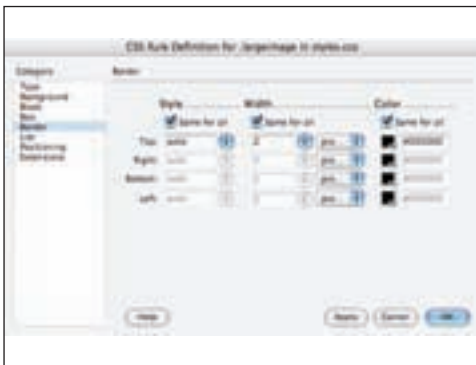 CSS Rule Definition for .largeimage in styles.css
Category
Border
Type
Background
Block
Box
Border
List
Positioning
Extensions
Style
Width
Color
Same for all
Same for all
Same for all
Top: solid 2
Right:
Bottom:
Left:
Help
Apply
Cancel
OK